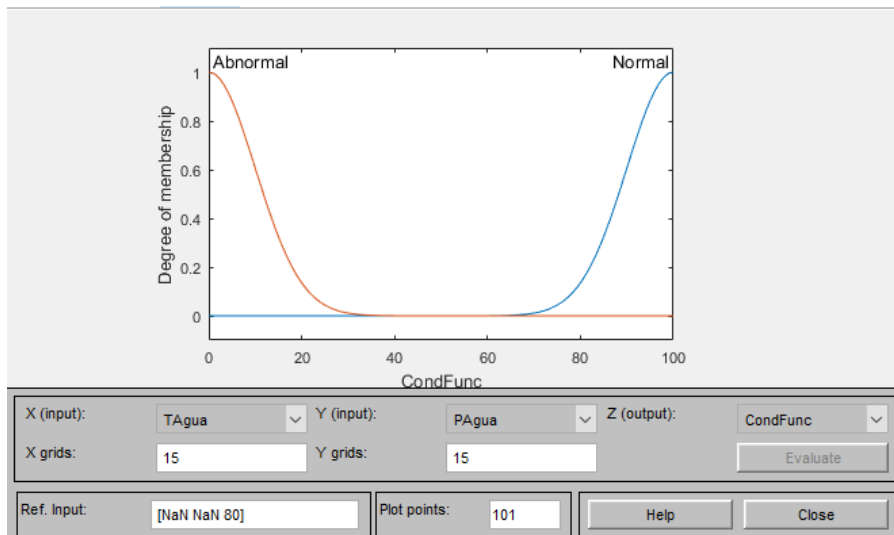 Abnormal Normal
1
0.8
0.6
0.4
0.2
0
Degree of membership
0 20 40 60 80 100
CondFunc
X (input): TAgua Y (input): PAgua Z (output): CondFunc
X grids: 15 Y grids: 15 Evaluate
Ref. Input: [NaN NaN 80] Plot points: 101 Help Close